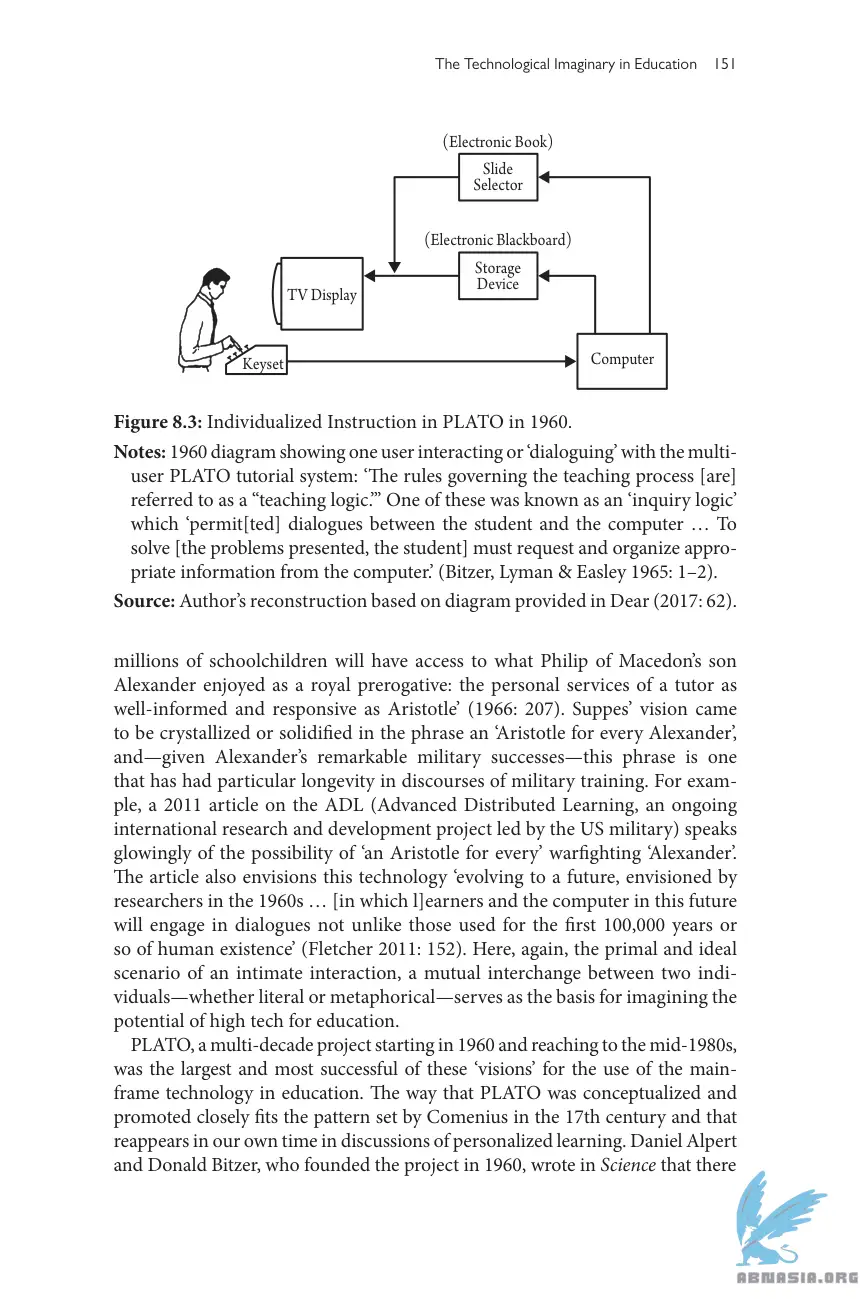 The Technological Imaginary in Education 151
(Electronic Book)
Slide
Selector
(Electronic Blackboard)
Storage
Device
TV Display
Keyset
Computer
Figure 8.3: Individualized Instruction in PLATO in 1960.
Notes: 1960 diagram showing one user interacting or ‘dialoguing’ with the multi-
user PLATO tutorial system: ‘The rules governing the teaching process [are]
referred to as a “teaching logic.”’ One of these was known as an ‘inquiry logic’
which ‘permit[ted] dialogues between the student and the computer … To
solve [the problems presented, the student] must request and organize appro-
priate information from the computer.’ (Bitzer, Lyman & Easley 1965: 1–2).
Source: Author’s reconstruction based on diagram provided in Dear (2017: 62).
millions of schoolchildren will have access to what Philip of Macedon’s son
Alexander enjoyed as a royal prerogative: the personal services of a tutor as
well-informed and responsive as Aristotle’ (1966: 207). Suppes’ vision came
to be crystallized or solidified in the phrase an ‘Aristotle for every Alexander’,
and—given Alexander’s remarkable military successes—this phrase is one
that has had particular longevity in discourses of military training. For exam-
ple, a 2011 article on the ADL (Advanced Distributed Learning, an ongoing
international research and development project led by the US military) speaks
glowingly of the possibility of ‘an Aristotle for every’ warfighting ‘Alexander’.
The article also envisions this technology ‘evolving to a future, envisioned by
researchers in the 1960s … [in which l]earners and the computer in this future
will engage in dialogues not unlike those used for the first 100,000 years or
so of human existence’ (Fletcher 2011: 152). Here, again, the primal and ideal
scenario of an intimate interaction, a mutual interchange between two indi-
viduals—whether literal or metaphorical—serves as the basis for imagining the
potential of high tech for education.
PLATO, a multi-decade project starting in 1960 and reaching to the mid-1980s,
was the largest and most successful of these ‘visions’ for the use of the main-
frame technology in education. The way that PLATO was conceptualized and
promoted closely fits the pattern set by Comenius in the 17th century and that
reappears in our own time in discussions of personalized learning. Daniel Alpert
and Donald Bitzer, who founded the project in 1960, wrote in Science that there
ABNASIA.ORG